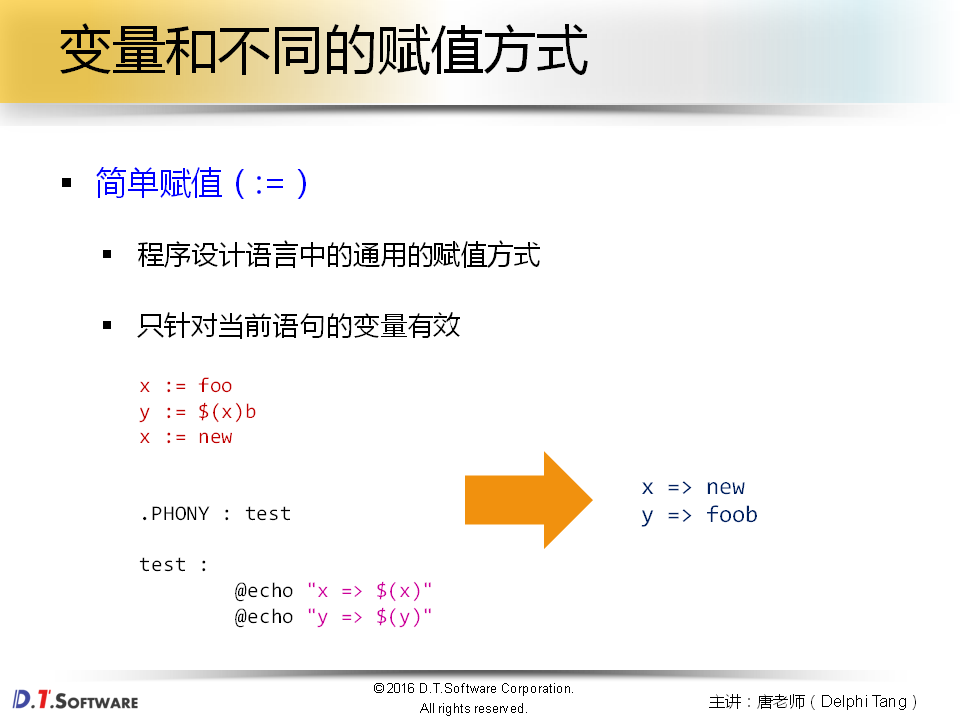 变量和不同的赋值方式
简单赋值 ( := )
程序设计语言中的通用的赋值方式
只针对当前语句的变量有效
x := foo
y := $(x)b
x := new
.PHONY : test
test :
@echo "x => $(x)"
@echo "y => $(y)"
x => new
y => foob
D.T.SOFTWARE
©2016 D.T.Software Corporation.
All rights reserved.
主讲：唐老师 ( Delphi Tang )